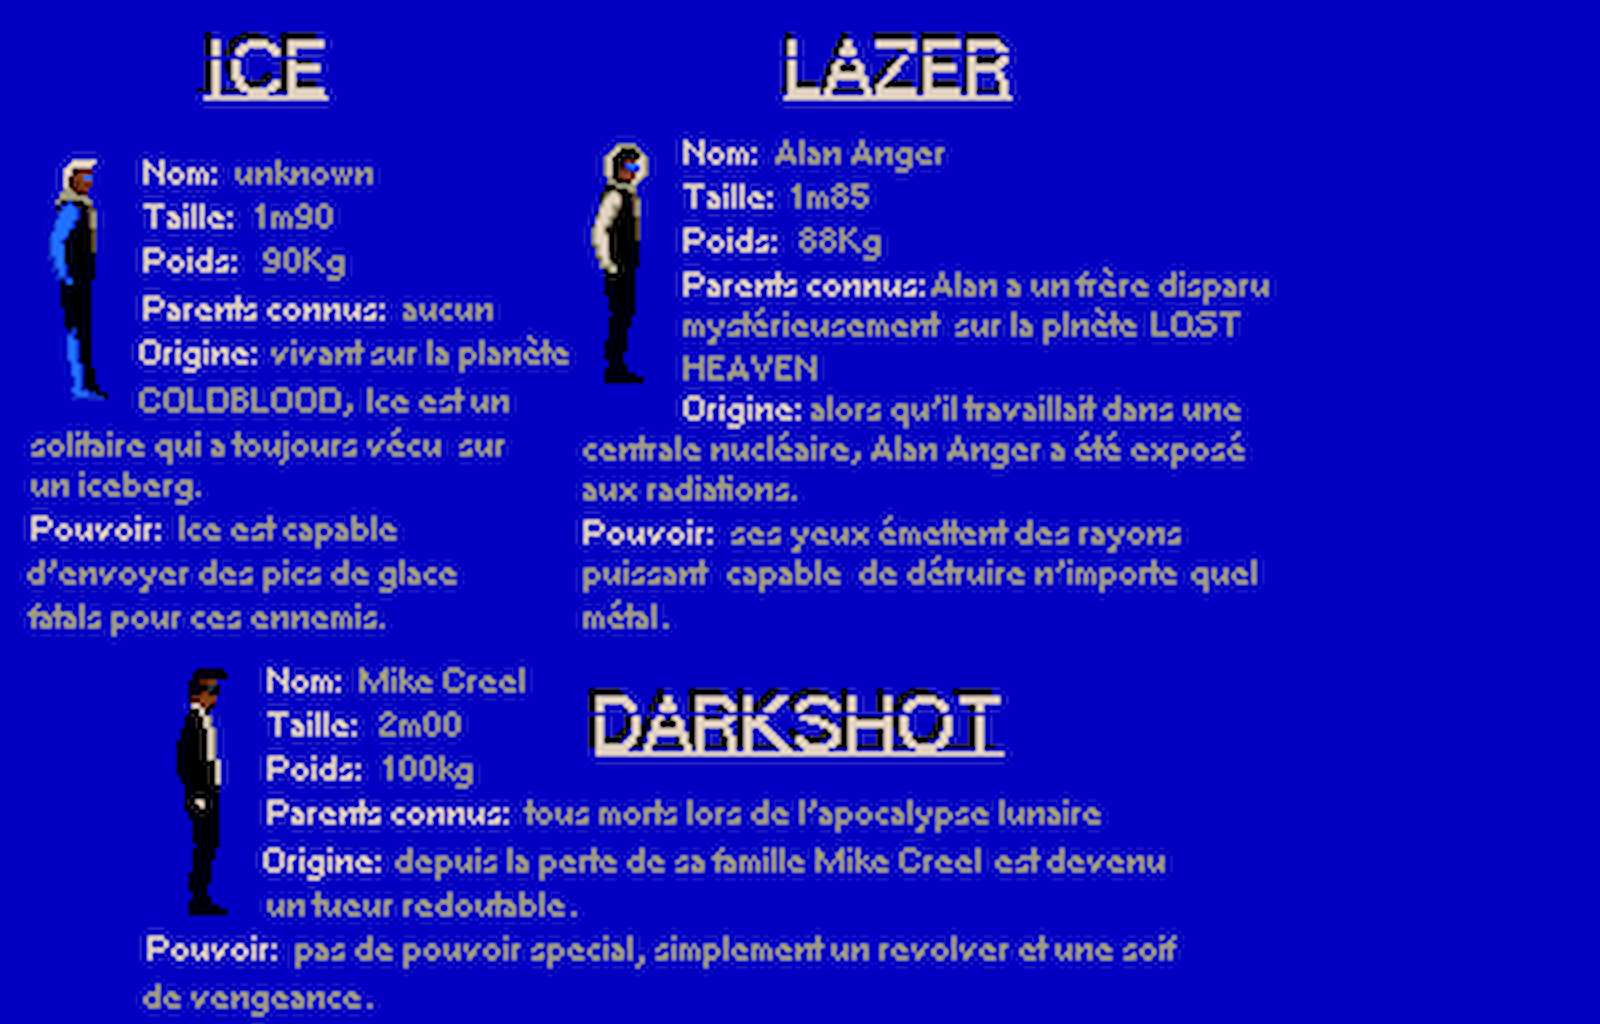 ICE
Nom: unknown
Taille: 1m90
Poids: 90Kg
Parents connus: aucun
Origine: vivant sur la planète
COLDBLOOD, Ice est un
solitaire qui a toujours vécu sur
un iceberg.
Pouvoir: Ice est capable
d'envoyer des pics de glace
fatals pour ces ennemis.
LAZER
Nom: Alan Anger
Taille: 1m85
Poids: 88Kg
Parents connus: Alan a un frère disparu
mystérieusement sur la plnète LOST
HEAVEN
Origine: alors qu'il travaillait dans une
centrale nucléaire, Alan Anger a été exposé
aux radiations.
Pouvoir: ses yeux émettent des rayons
puissant capable de détruire n'importe quel
métal.
DARKSHOT
Nom: Mike Creel
Taille: 2m00
Poids: 100kg
Parents connus: tous morts lors de l'apocalypse lunaire
Origine: depuis la perte de sa famille Mike Creel est devenu
un tueur redoutable.
Pouvoir: pas de pouvoir special, simplement un revolver et une soif
de vengeance.